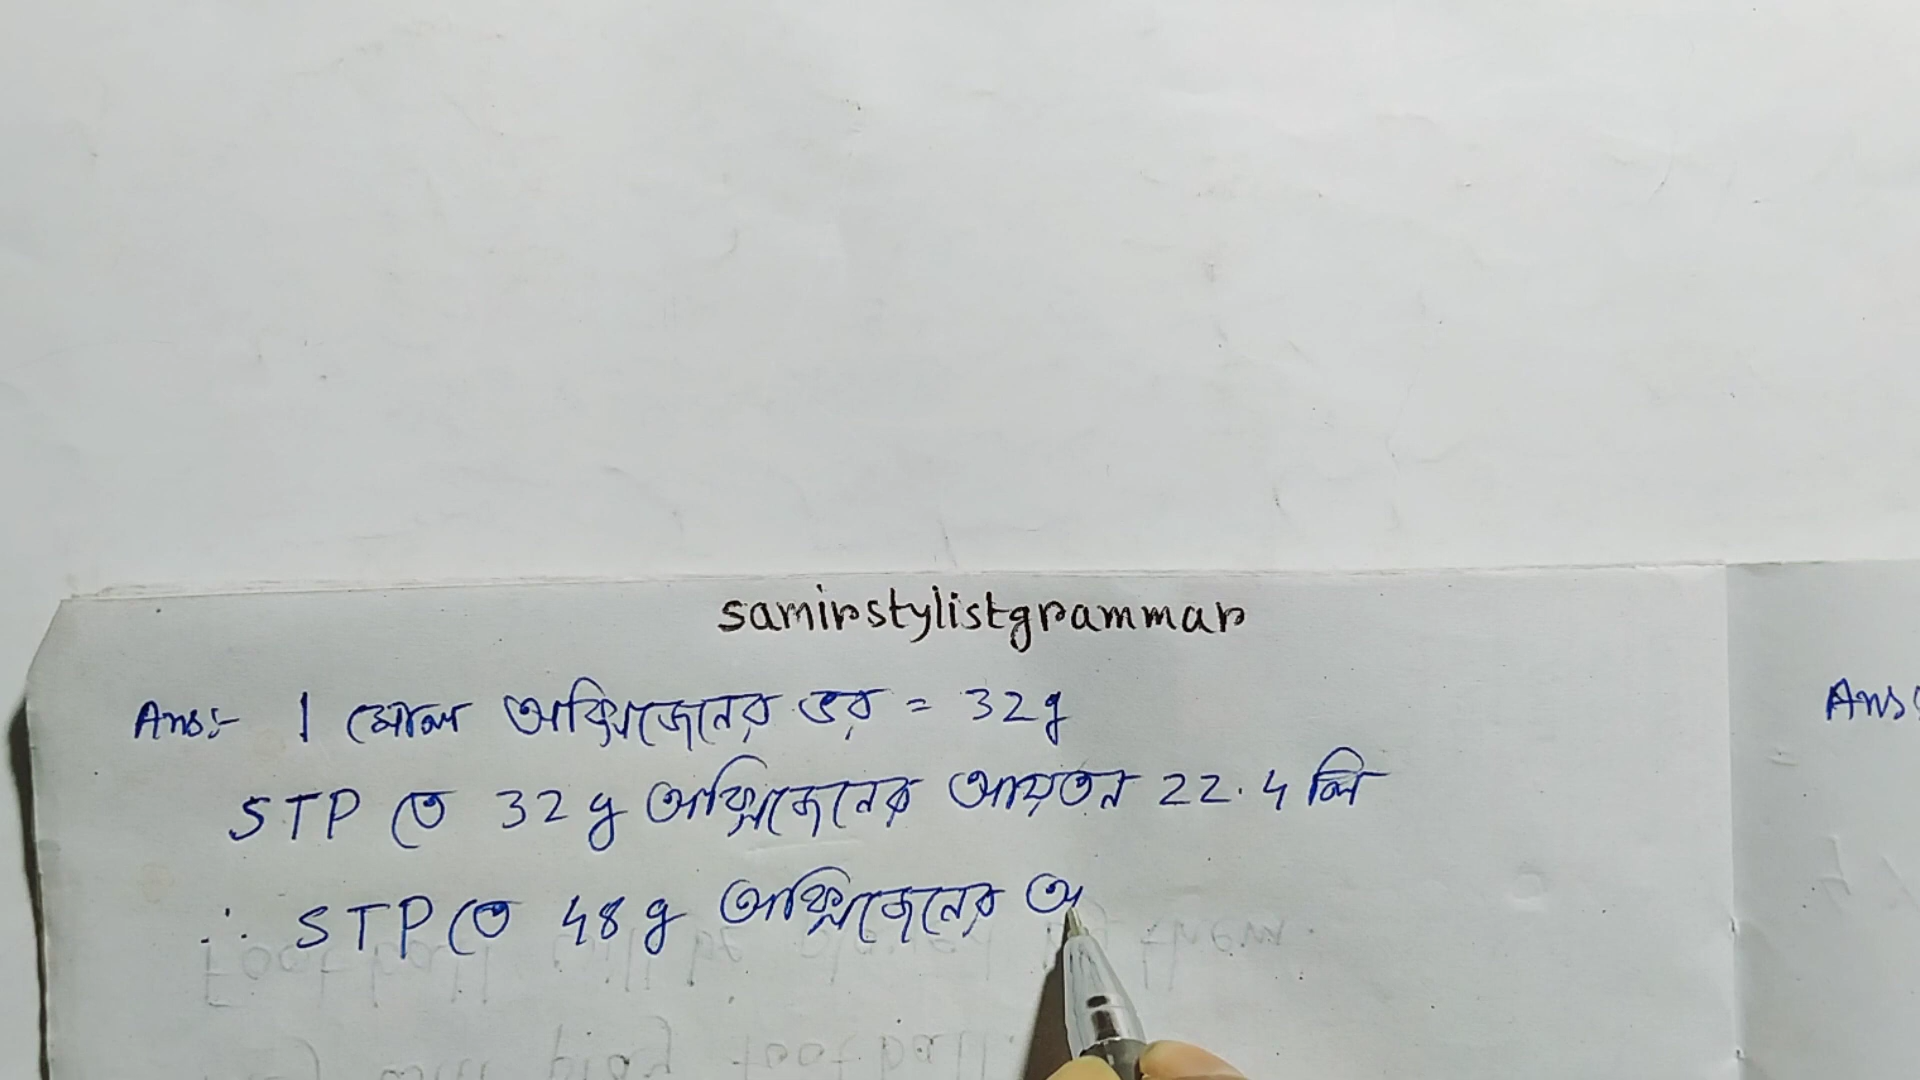 samirstylistgrammar
Ans:- 1 মোল অক্সিজেনের ভর = 32g
STP তে 32g অক্সিজেনের আয়তন 22.4 লি
∴ STP তে 48g অক্সিজেনের অ
Ans